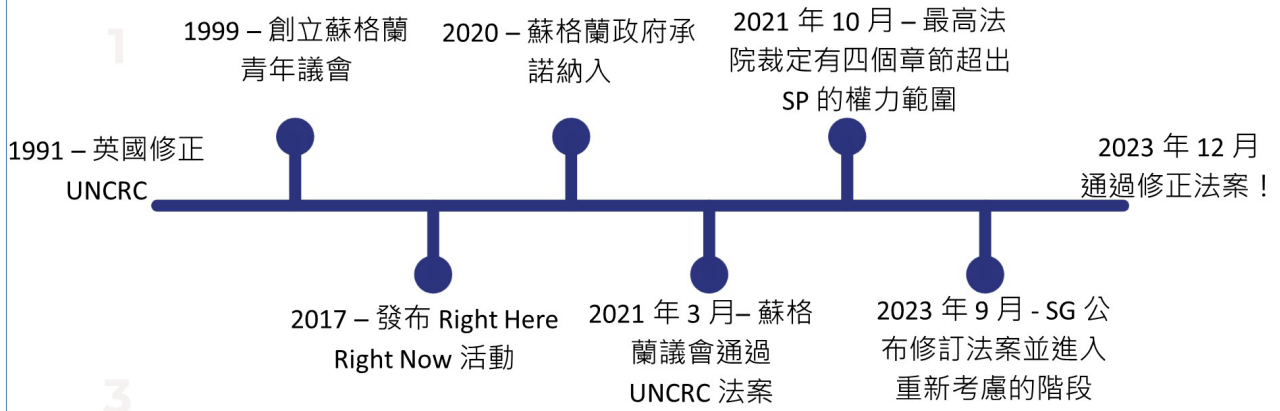 1
1999 – 創立蘇格蘭
青年議會
2020 – 蘇格蘭政府承
諾納入
2021 年 10 月 – 最高法
院裁定有四個章節超出
SP 的權力範圍
1991 – 英國修正
UNCRC
2023 年 12 月
通過修正法案！
2017 – 發布 Right Here
Right Now 活動
2021 年 3 月– 蘇格
蘭議會通過
UNCRC 法案
2023 年 9 月 - SG 公
布修訂法案並進入
重新考慮的階段
3